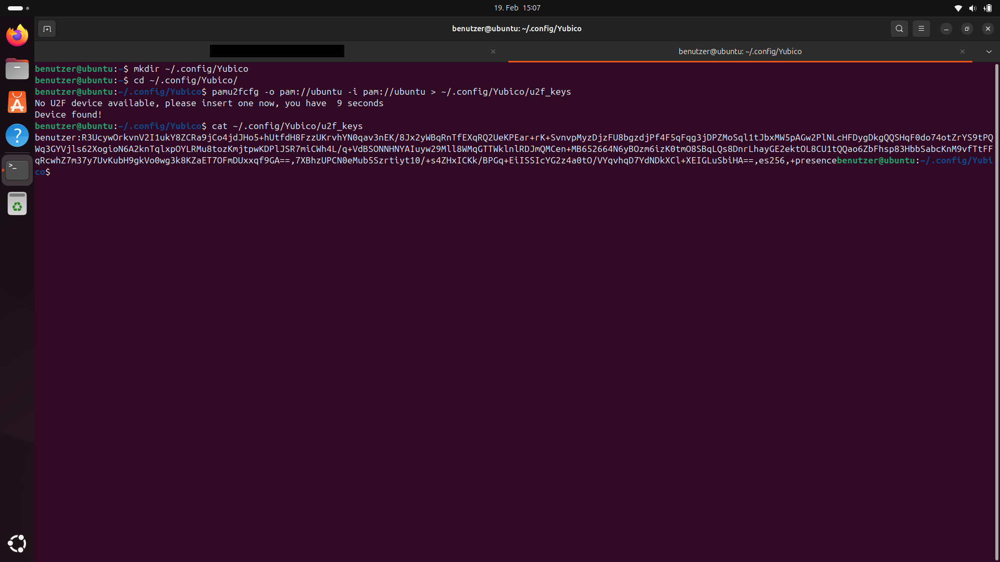 19. Feb 15:07
benutzer@ubuntu: ~/.config/Yubico
benutzer@ubuntu: ~/.config/Yubico
benutzer@ubuntu:~$ mkdir ~/.config/Yubico
benutzer@ubuntu:~$ cd ~/.config/Yubico/
benutzer@ubuntu:~/.config/Yubico$ pamu2fcfg -o pam://ubuntu -i pam://ubuntu > ~/.config/Yubico/u2f_keys
No U2F device available, please insert one now, you have  9 seconds
Device found!
benutzer@ubuntu:~/.config/Yubico$ cat ~/.config/Yubico/u2f_keys
benutzer:R3UcywOrkvnV2I1ukY8ZCRa9jCo4jdJHo5+hUtfdH8FzzUKrvhYN0qav3nEK/8Jx2yWBqRnTfEXqRQ2UeKPEar+rK+SvnvpMyzDjzFU8bgzdjPf4F5qFqg3jDPZMoSql1tJbxMW5pAGw2PlNLcHFDygDkgQQSHqF0do74otZrYS9tPQ
Wq3GYVjls62XogioN6A2knTqlxpOYLRMu8tozKmjtpwKDPlJSR7miCWh4L/q+VdBSONNHNYAIuyw29Mll8WMqGTTWklnlRDJmQMCen+MB652664N6yBOzm6izK0tmO8SBqLQs8DnrLhayGE2ektOL8CU1tQQao6ZbFhsp83HbbSabcKnM9vfTtFF
qRcwhZ7m37y7UvKubH9gkVo0wg3k8KZaET7OFmDUxxqf9GA==,7XBhzUPCN0eMub5Szrtiyt10/+s4ZHxICKk/BPGq+EiISSIcYG2z4a0tO/VYqvhqD7YdNDkXCl+XEIGLuSbiHA==,es256,+presencebenutzer@ubuntu:~/.config/Yubi
co$